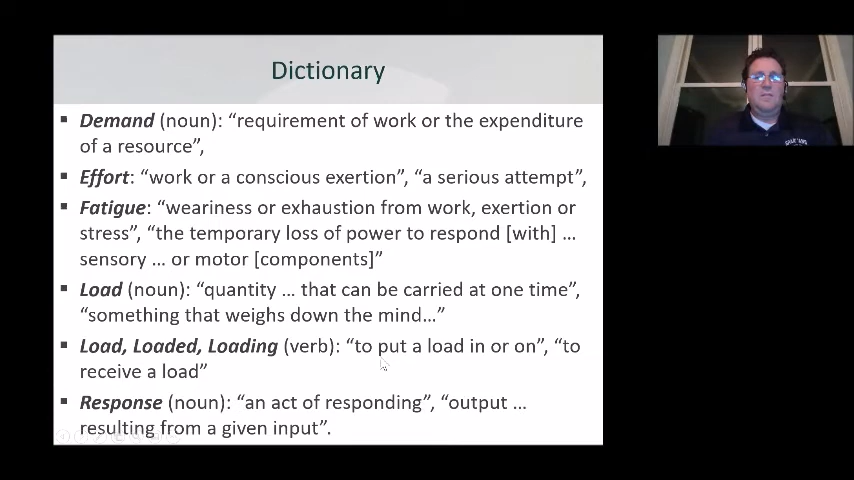 Dictionary
▪ Demand (noun): “requirement of work or the expenditure
of a resource”,
▪ Effort: “work or a conscious exertion”, “a serious attempt”,
▪ Fatigue: “weariness or exhaustion from work, exertion or
stress”, “the temporary loss of power to respond [with] …
sensory … or motor [components]”
▪ Load (noun): “quantity … that can be carried at one time”,
“something that weighs down the mind…”
▪ Load, Loaded, Loading (verb): “to put a load in or on”, “to
receive a load”
▪ Response (noun): “an act of responding”, “output …
resulting from a given input”.